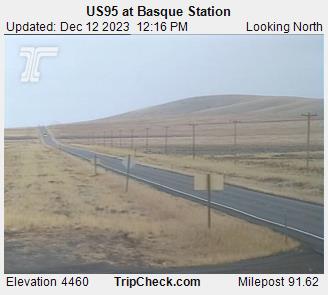 US95 at Basque Station
Updated: Dec 12 2023 12:16 PM Looking North
Elevation 4460 TripCheck.com Milepost 91.62